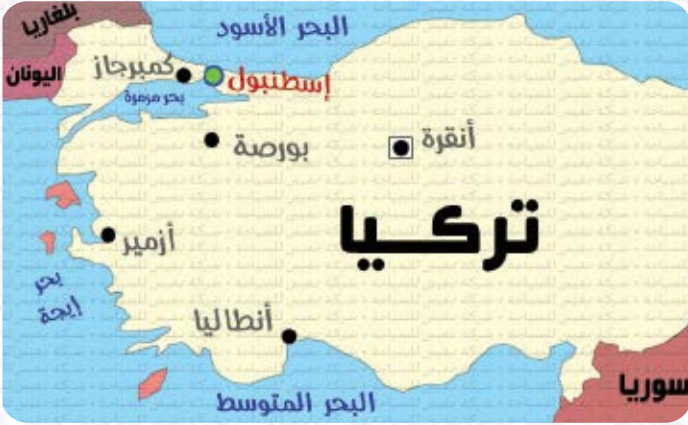 بلغاريا
البحر الأسود
اليونان
كمبرجاز
إسطنبول
بحر مرمرة
بورصة
أنقرة
تركيا
أزمير
بحر
إيجة
أنطاليا
سوريا
البحر المتوسط